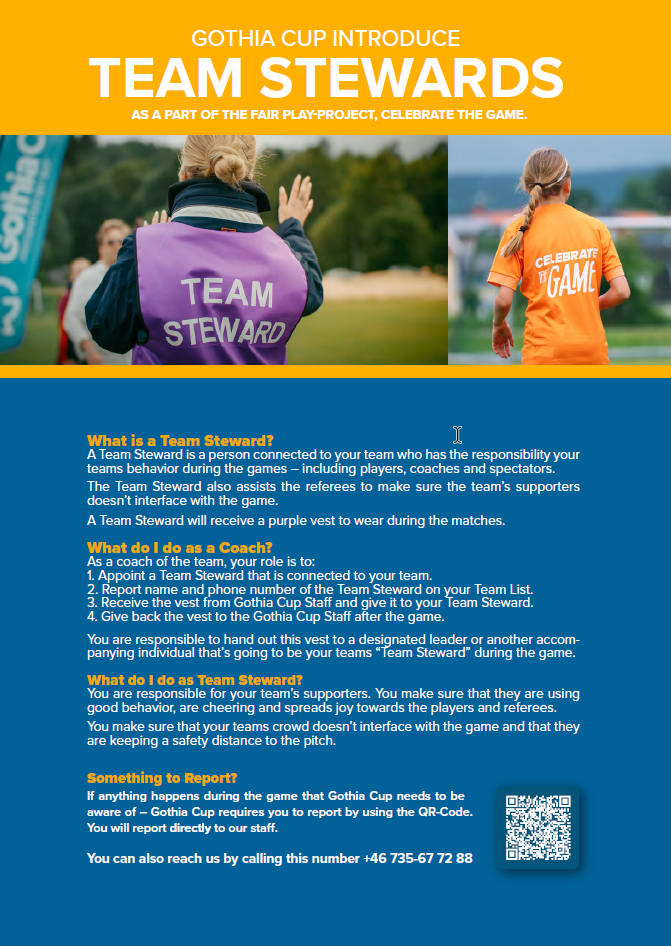 GOTHIA CUP INTRODUCE
TEAM STEWARDS
AS A PART OF THE FAIR PLAY-PROJECT, CELEBRATE THE GAME.
Gothia C
TEAM
STEWARD
CELEBRATE
THE GAME
What is a Team Steward?
A Team Steward is a person connected to your team who has the responsibility your
teams behavior during the games – including players, coaches and spectators.
The Team Steward also assists the referees to make sure the team's supporters
doesn't interface with the game.
A Team Steward will receive a purple vest to wear during the matches.
What do I do as a Coach?
As a coach of the team, your role is to:
1. Appoint a Team Steward that is connected to your team.
2. Report name and phone number of the Team Steward on your Team List.
3. Receive the vest from Gothia Cup Staff and give it to your Team Steward.
4. Give back the vest to the Gothia Cup Staff after the game.
You are responsible to hand out this vest to a designated leader or another accom-
panying individual that's going to be your teams “Team Steward” during the game.
What do I do as Team Steward?
You are responsible for your team's supporters. You make sure that they are using
good behavior, are cheering and spreads joy towards the players and referees.
You make sure that your teams crowd doesn't interface with the game and that they
are keeping a safety distance to the pitch.
Something to Report?
If anything happens during the game that Gothia Cup needs to be
aware of – Gothia Cup requires you to report by using the QR-Code.
You will report directly to our staff.
You can also reach us by calling this number +46 735-67 72 88